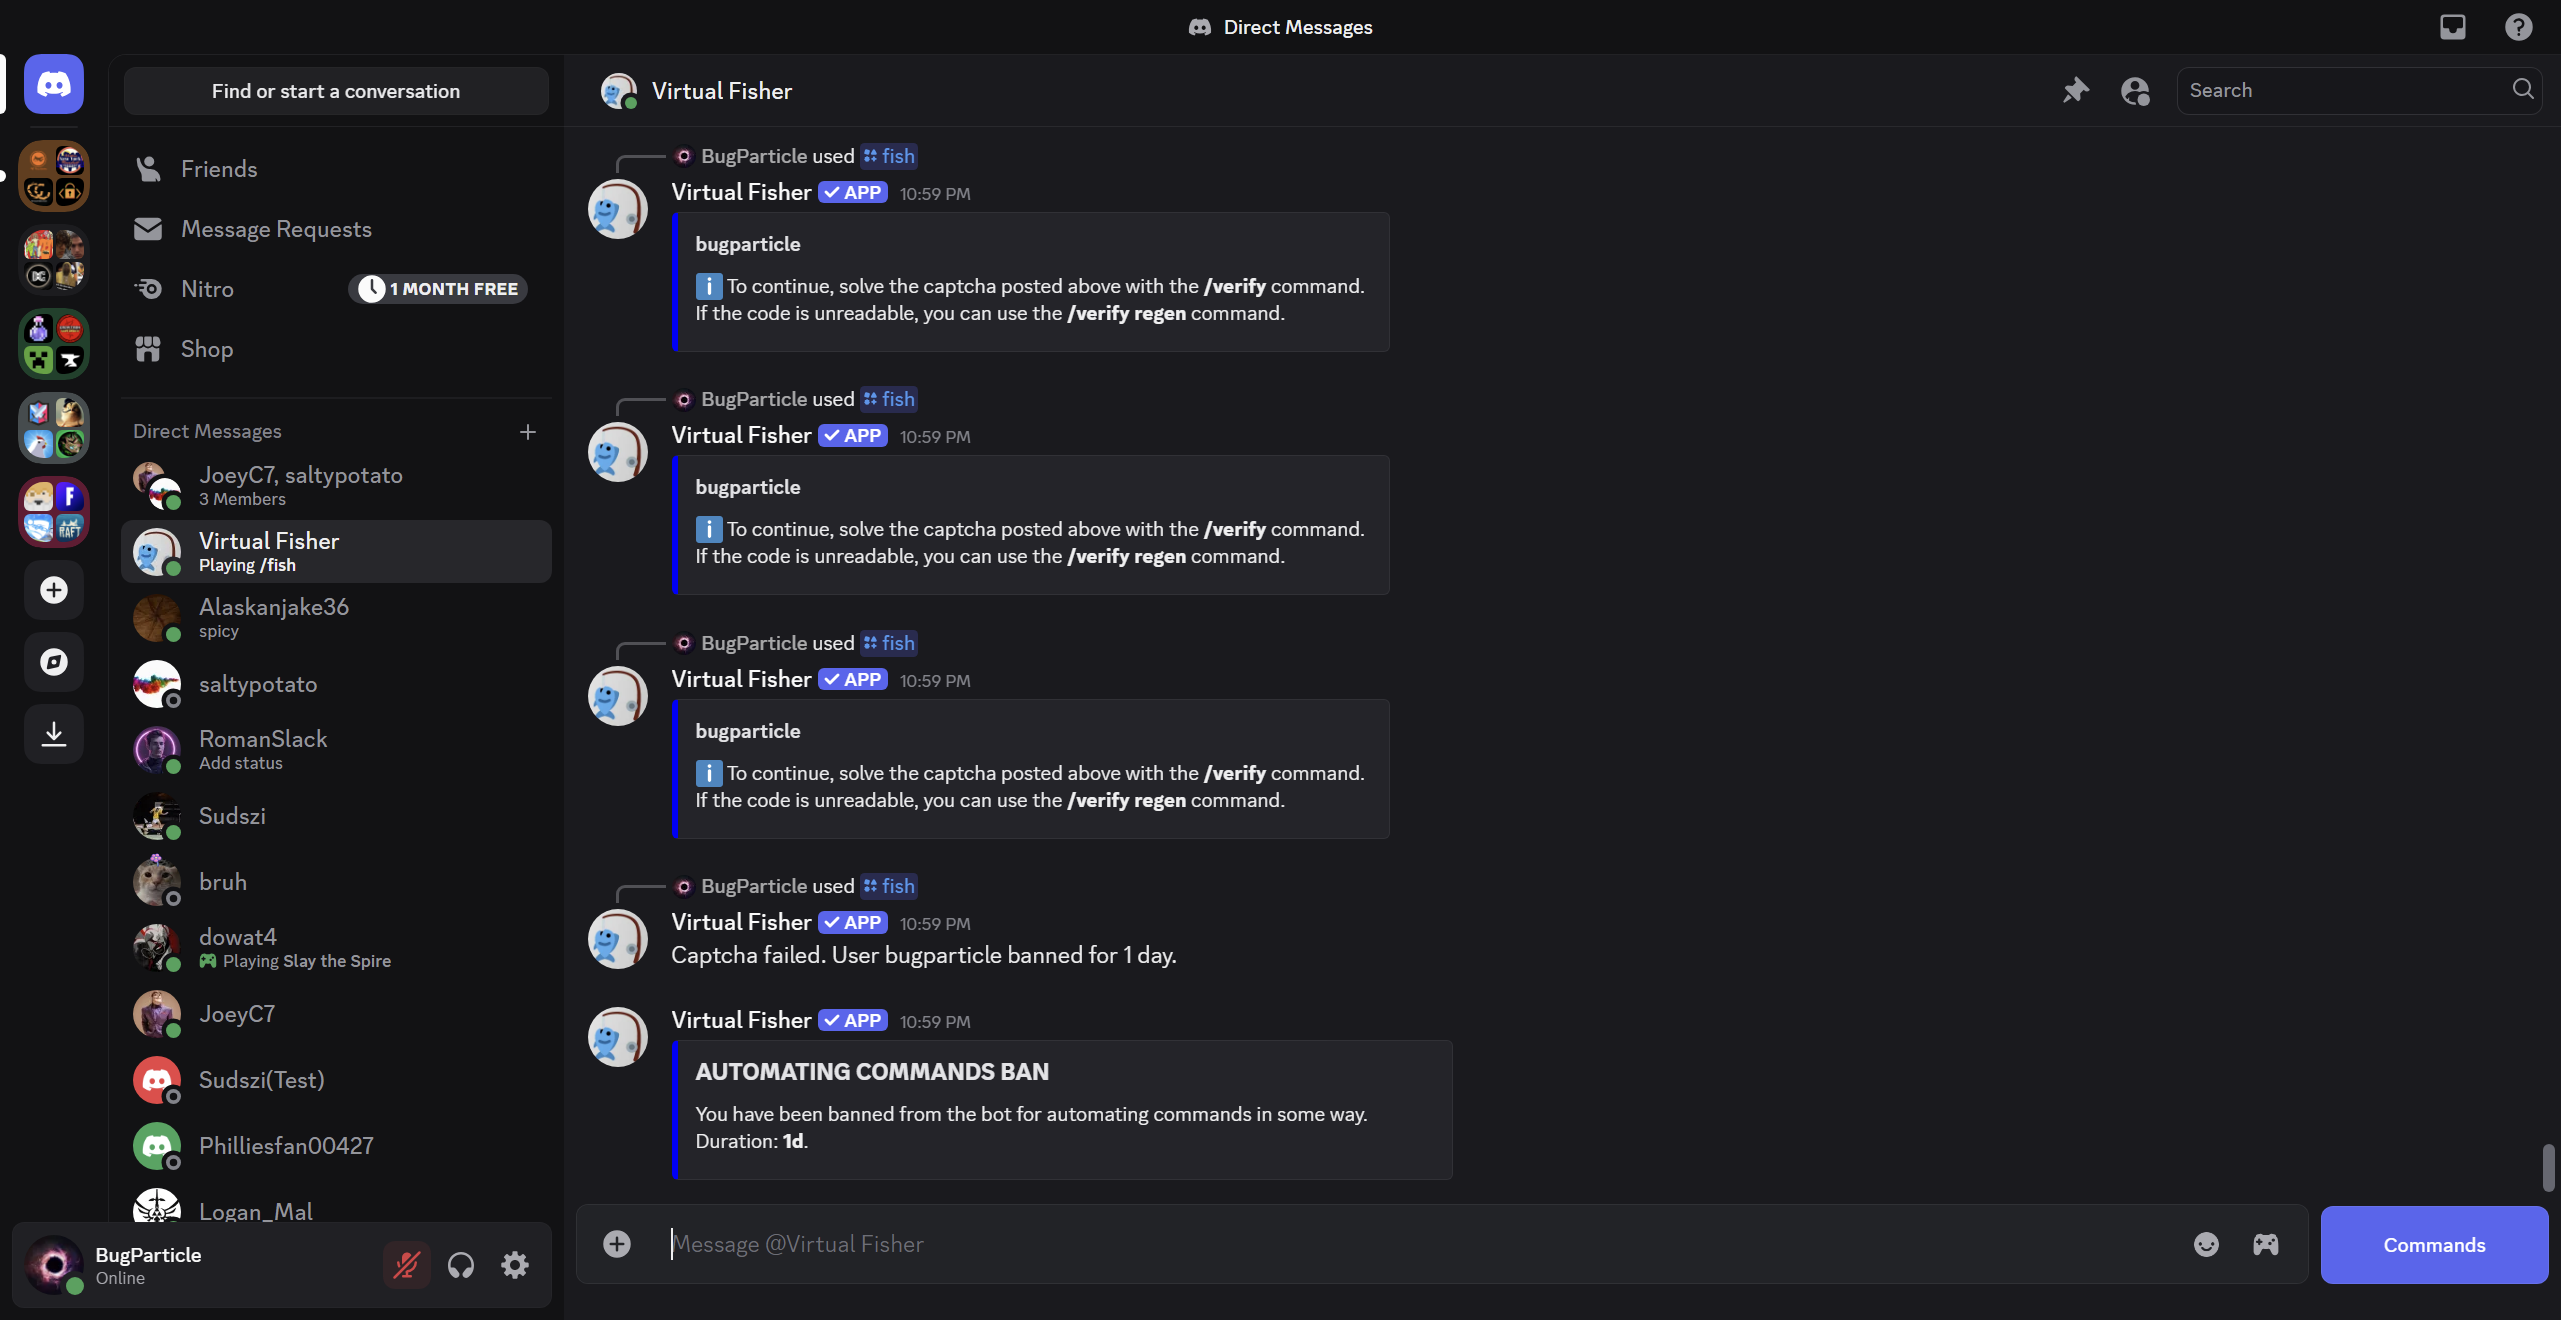 Direct Messages
Find or start a conversation
Friends
Message Requests
Nitro
1 MONTH FREE
Shop
Direct Messages
JoeyC7, saltypotato
3 Members
Virtual Fisher
Playing /fish
Alaskanjake36
spicy
saltypotato
RomanSlack
Add status
Sudszi
bruh
dowat4
Playing Slay the Spire
JoeyC7
Sudszi(Test)
Philliesfan00427
Logan_Mal
BugParticle
Online
F
RAFT
Virtual Fisher
Search
BugParticle used fish
Virtual Fisher APP 10:59 PM
bugparticle
To continue, solve the captcha posted above with the /verify command.
If the code is unreadable, you can use the /verify regen command.
BugParticle used fish
Virtual Fisher APP 10:59 PM
bugparticle
To continue, solve the captcha posted above with the /verify command.
If the code is unreadable, you can use the /verify regen command.
BugParticle used fish
Virtual Fisher APP 10:59 PM
bugparticle
To continue, solve the captcha posted above with the /verify command.
If the code is unreadable, you can use the /verify regen command.
BugParticle used fish
Virtual Fisher APP 10:59 PM
Captcha failed. User bugparticle banned for 1 day.
Virtual Fisher APP 10:59 PM
AUTOMATING COMMANDS BAN
You have been banned from the bot for automating commands in some way.
Duration: 1d.
Message @Virtual Fisher
Commands